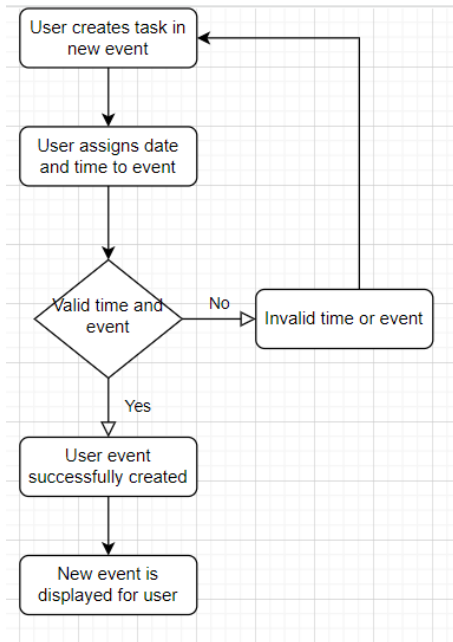 User creates task in
new event
User assigns date
and time to event
Valid time and
event
No
Invalid time or event
Yes
User event
successfully created
New event is
displayed for user